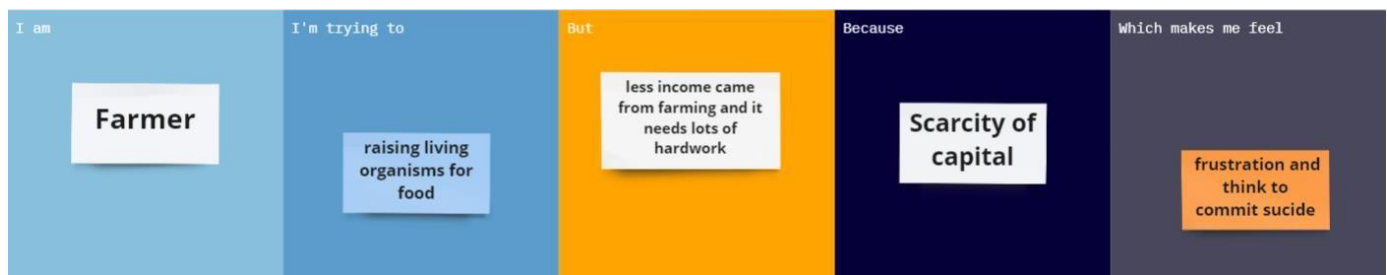 I am
Farmer
I'm trying to
raising living
organisms for
food
But
less income came
from farming and it
needs lots of
hardwork
Because
Scarcity of
capital
Which makes me feel
frustration and
think to
commit sucide